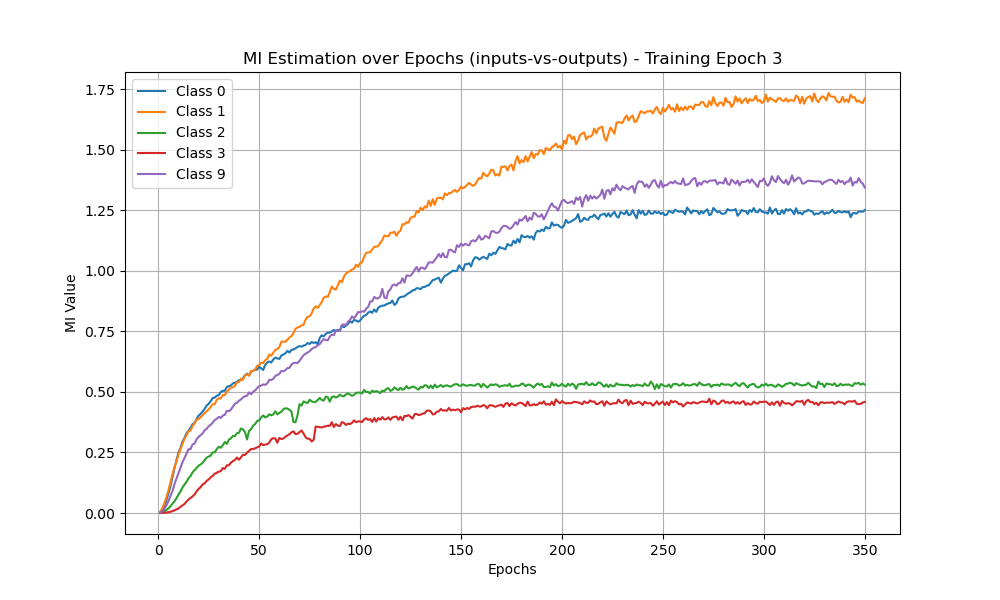 MI Estimation over Epochs (inputs-vs-outputs) - Training Epoch 3
Class 0
Class 1
Class 2
Class 3
Class 9
MI Value
1.75
1.50
1.25
1.00
0.75
0.50
0.25
0.00
0 50 100 150 200 250 300 350
Epochs